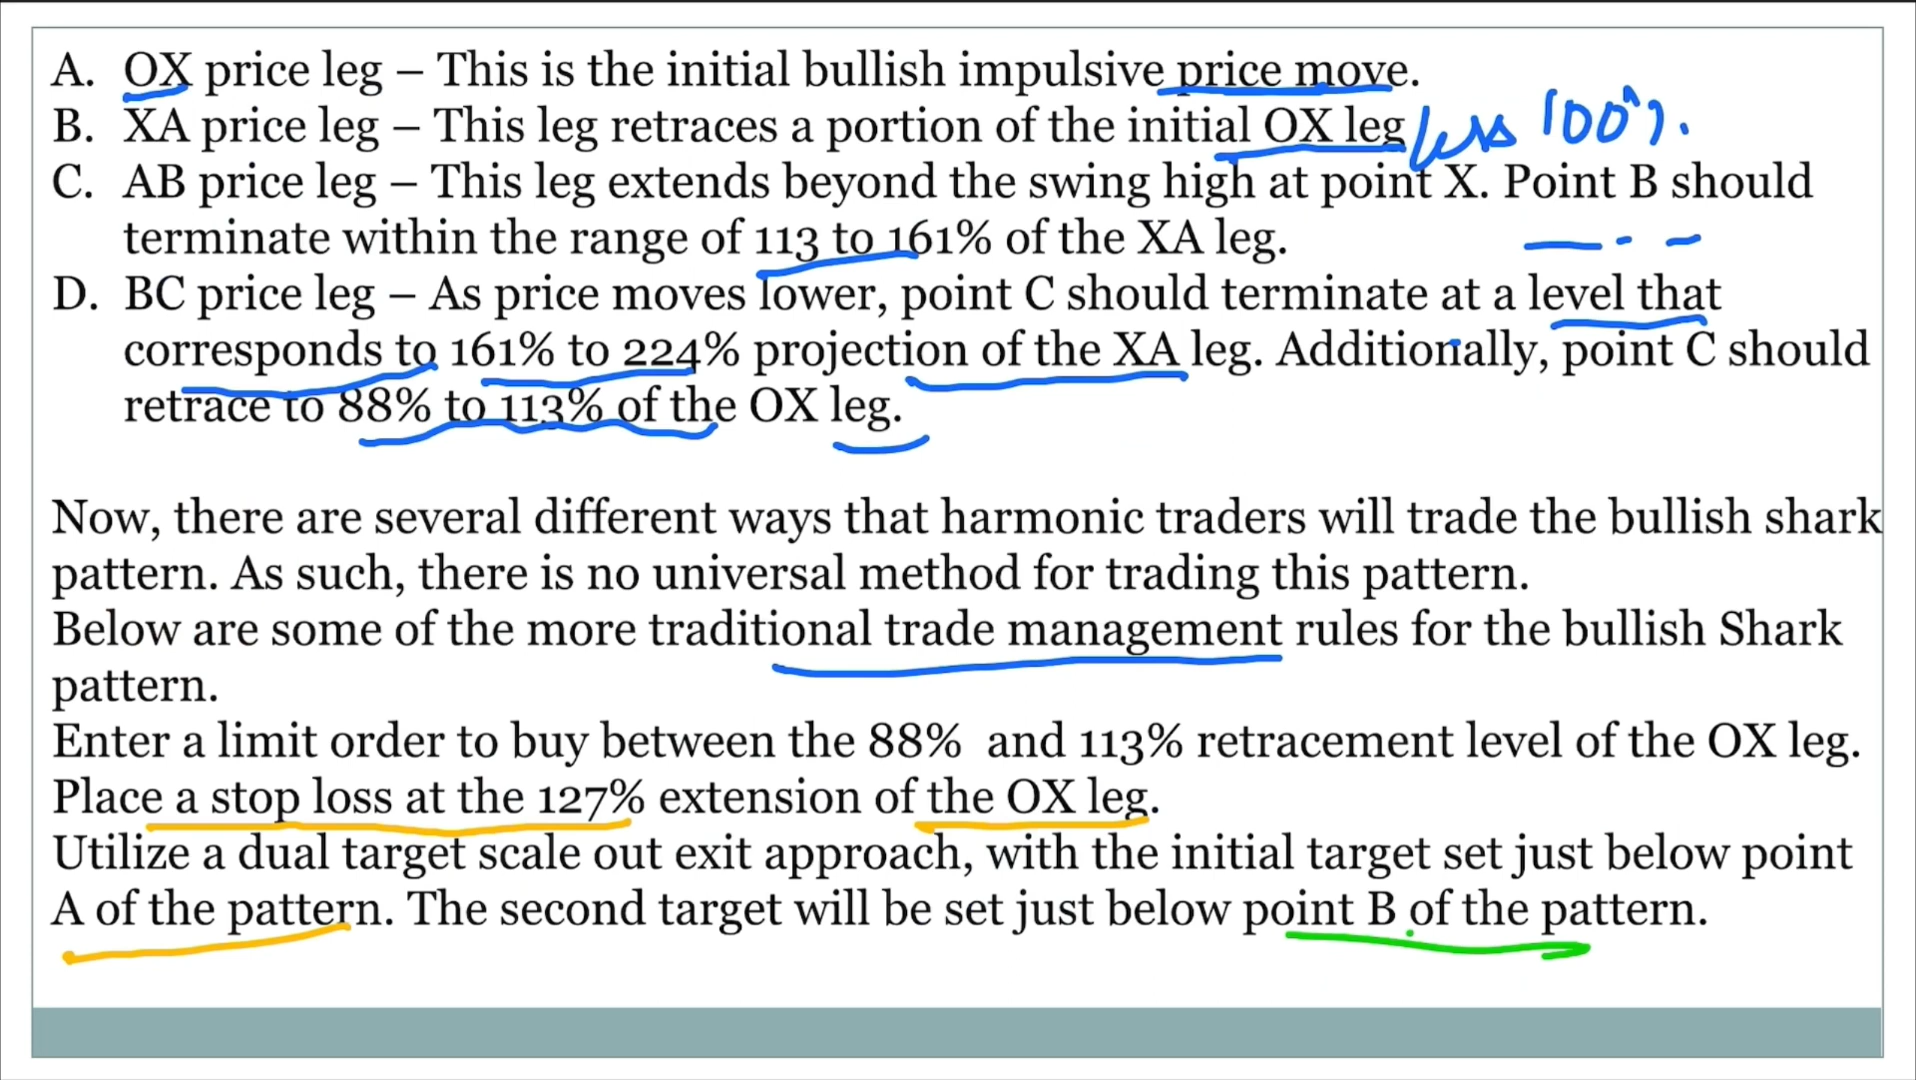 A. OX price leg – This is the initial bullish impulsive price move.
B. XA price leg – This leg retraces a portion of the initial OX leg less 100%.
C. AB price leg – This leg extends beyond the swing high at point X. Point B should
terminate within the range of 113 to 161% of the XA leg.
D. BC price leg – As price moves lower, point C should terminate at a level that
corresponds to 161% to 224% projection of the XA leg. Additionally, point C should
retrace to 88% to 113% of the OX leg.
Now, there are several different ways that harmonic traders will trade the bullish shark
pattern. As such, there is no universal method for trading this pattern.
Below are some of the more traditional trade management rules for the bullish Shark
pattern.
Enter a limit order to buy between the 88% and 113% retracement level of the OX leg.
Place a stop loss at the 127% extension of the OX leg.
Utilize a dual target scale out exit approach, with the initial target set just below point
A of the pattern. The second target will be set just below point B of the pattern.